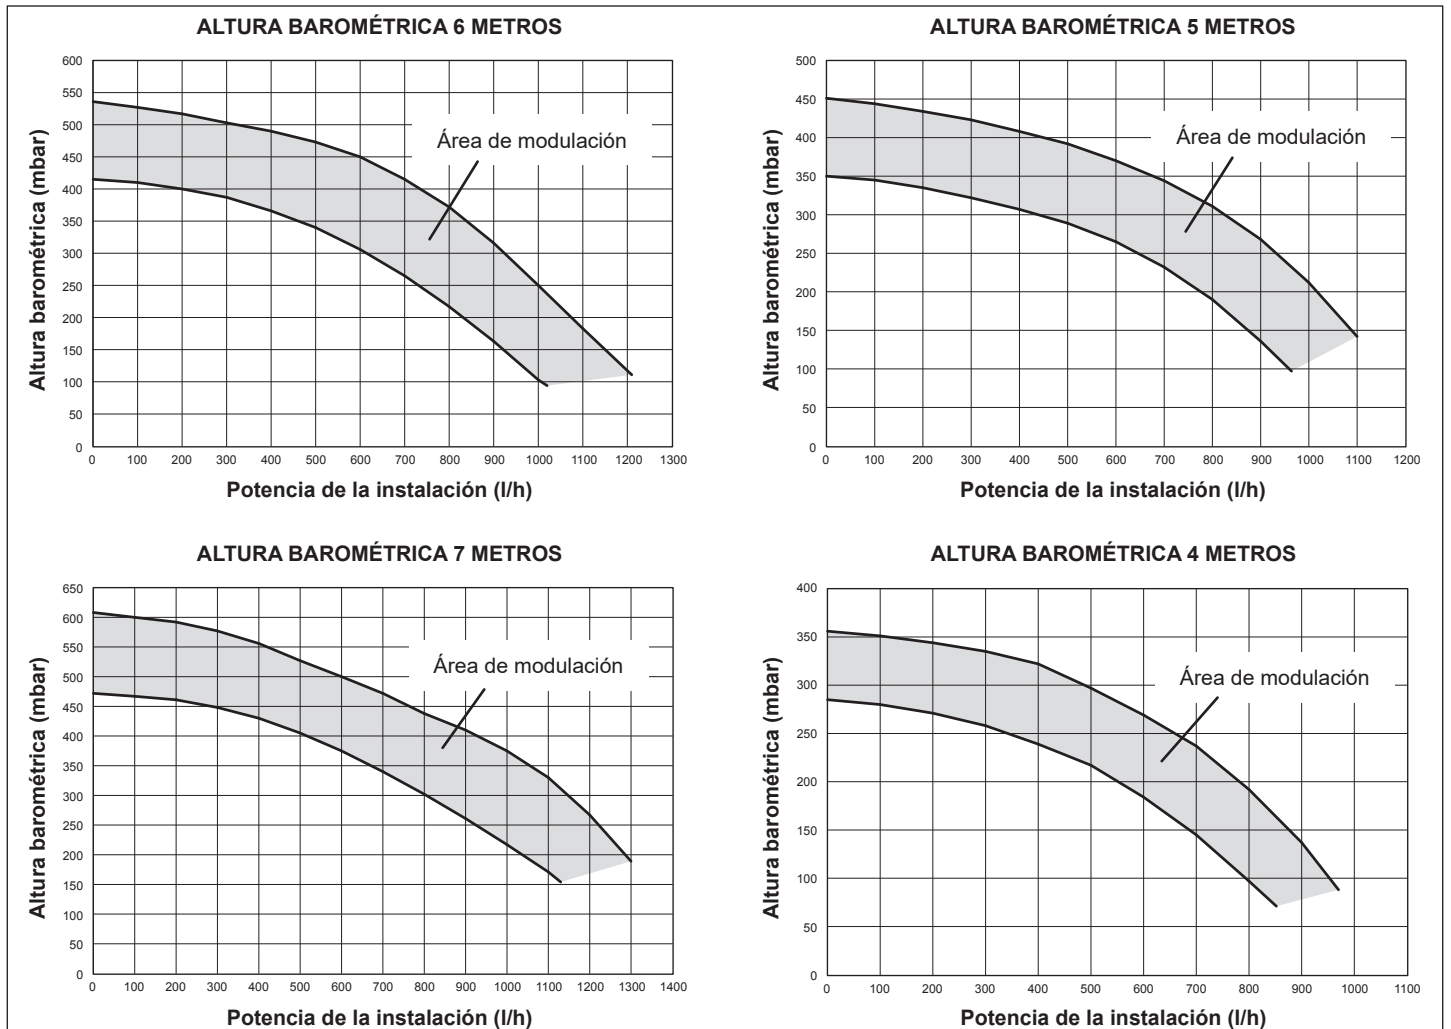 ALTURA BAROMÉTRICA 6 METROS
600
550
500
450
400
350
300
250
200
150
100
50
0
Altura barométrica (mbar)
Área de modulación
0 100 200 300 400 500 600 700 800 900 1000 1100 1200 1300
Potencia de la instalación (l/h)
ALTURA BAROMÉTRICA 5 METROS
500
450
400
350
300
250
200
150
100
50
0
Altura barométrica (mbar)
Área de modulación
0 100 200 300 400 500 600 700 800 900 1000 1100 1200
Potencia de la instalación (l/h)
ALTURA BAROMÉTRICA 7 METROS
650
600
550
500
450
400
350
300
250
200
150
100
50
0
Altura barométrica (mbar)
Área de modulación
0 100 200 300 400 500 600 700 800 900 1000 1100 1200 1300 1400
Potencia de la instalación (l/h)
ALTURA BAROMÉTRICA 4 METROS
400
350
300
250
200
150
100
50
0
Altura barométrica (mbar)
Área de modulación
0 100 200 300 400 500 600 700 800 900 1000 1100
Potencia de la instalación (l/h)